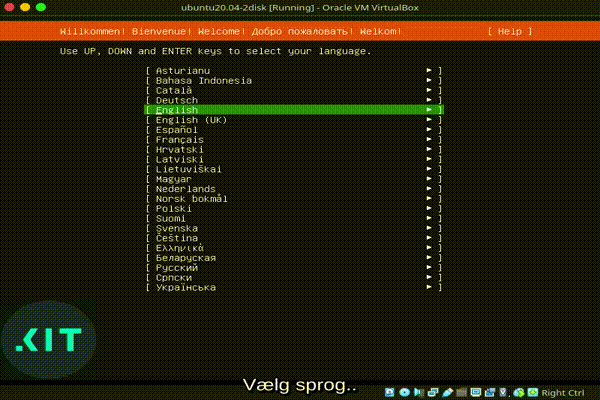 ubuntu20.04-2disk [Running] - Oracle VM VirtualBox
Willkommen! Bienvenue! Welcome! Добро пожаловать! Welkom! [ Help ]
Use UP, DOWN and ENTER keys to select your language.
[ Asturianu ► ]
[ Bahasa Indonesia ► ]
[ Català ► ]
[ Deutsch ► ]
[ English ► ]
[ English (UK) ► ]
[ Español ► ]
[ Français ► ]
[ Hrvatski ► ]
[ Latviski ► ]
[ Lietuviškai ► ]
[ Magyar ► ]
[ Nederlands ► ]
[ Norsk bokmål ► ]
[ Polski ► ]
[ Suomi ► ]
[ Svenska ► ]
[ Čeština ► ]
[ Ελληνικά ► ]
[ Беларуская ► ]
[ Русский ► ]
[ Српски ► ]
[ Українська ► ]
.KIT
Vælg sprog..
Right Ctrl